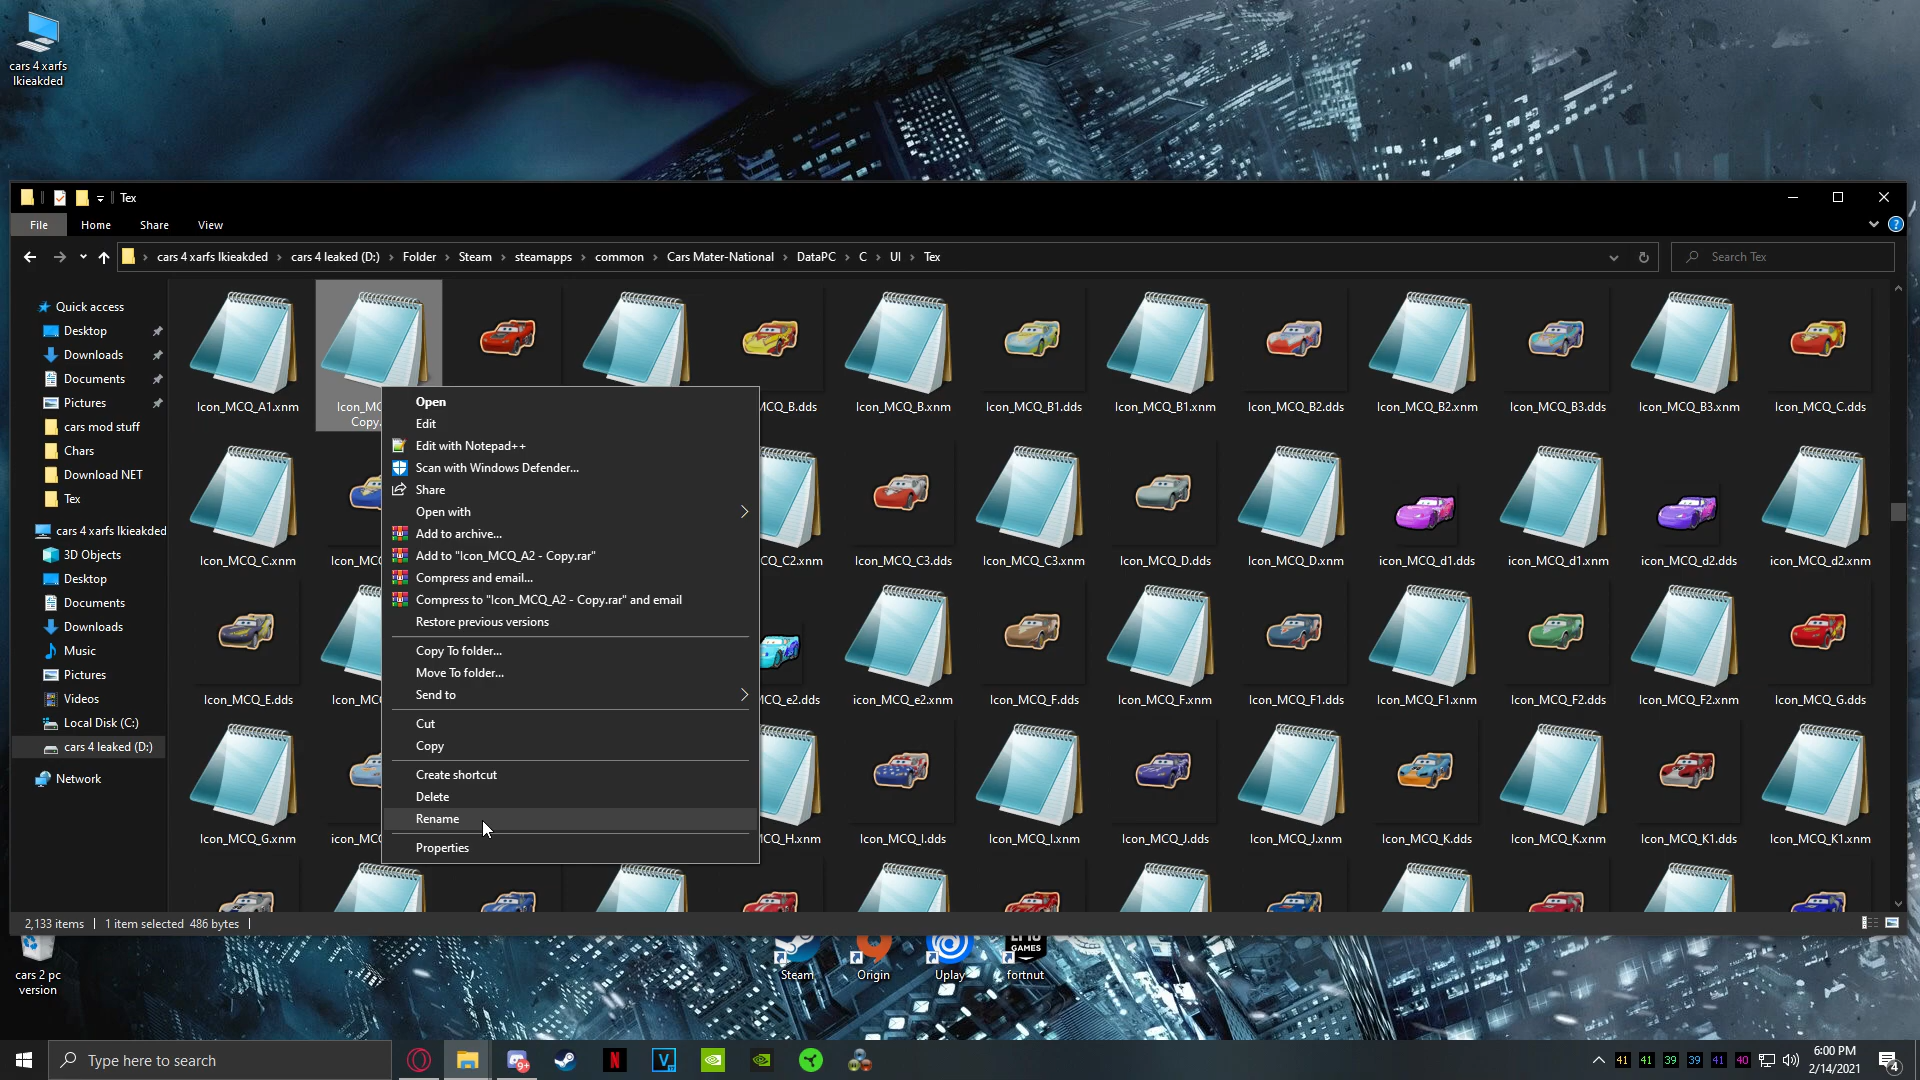 cars 4 xarfs
lkieakded
Tex
File
Home
Share
View
cars 4 xarfs lkieakded
cars 4 leaked (D:)
Folder
Steam
steamapps
common
Cars Mater-National
DataPC
C
UI
Tex
Search Tex
Quick access
Desktop
Downloads
Documents
Pictures
cars mod stuff
Chars
Download NET
Tex
cars 4 xarfs lkieakded
3D Objects
Desktop
Documents
Downloads
Music
Pictures
Videos
Local Disk (C:)
cars 4 leaked (D:)
Network
Icon_MCQ_A1.xnm
Icon_MC
Copy.
MCQ_B.dds
Icon_MCQ_B.xnm
Icon_MCQ_B1.dds
Icon_MCQ_B1.xnm
Icon_MCQ_B2.dds
Icon_MCQ_B2.xnm
Icon_MCQ_B3.dds
Icon_MCQ_B3.xnm
Icon_MCQ_C.dds
Icon_MCQ_C.xnm
Icon_MC
C2.xnm
Icon_MCQ_C3.dds
Icon_MCQ_C3.xnm
Icon_MCQ_D.dds
Icon_MCQ_D.xnm
icon_MCQ_d1.dds
icon_MCQ_d1.xnm
icon_MCQ_d2.dds
icon_MCQ_d2.xnm
Icon_MCQ_E.dds
Icon_MC
CQ_e2.dds
icon_MCQ_e2.xnm
Icon_MCQ_F.dds
Icon_MCQ_F.xnm
Icon_MCQ_F1.dds
Icon_MCQ_F1.xnm
Icon_MCQ_F2.dds
Icon_MCQ_F2.xnm
Icon_MCQ_G.dds
Icon_MCQ_G.xnm
icon_MC
H.xnm
Icon_MCQ_I.dds
Icon_MCQ_I.xnm
Icon_MCQ_J.dds
Icon_MCQ_J.xnm
Icon_MCQ_K.dds
Icon_MCQ_K.xnm
Icon_MCQ_K1.dds
Icon_MCQ_K1.xnm
Open
Edit
Edit with Notepad++
Scan with Windows Defender...
Share
Open with
Add to archive...
Add to "Icon_MCQ_A2 - Copy.rar"
Compress and email...
Compress to "Icon_MCQ_A2 - Copy.rar" and email
Restore previous versions
Copy To folder...
Move To folder...
Send to
Cut
Copy
Create shortcut
Delete
Rename
Properties
2,133 items
1 item selected 486 bytes
cars 2 pc
version
Steam
Origin
Uplay
GAMES
fortnut
Type here to search
9+
41
41
39
39
41
40
6:00 PM
2/14/2021
4